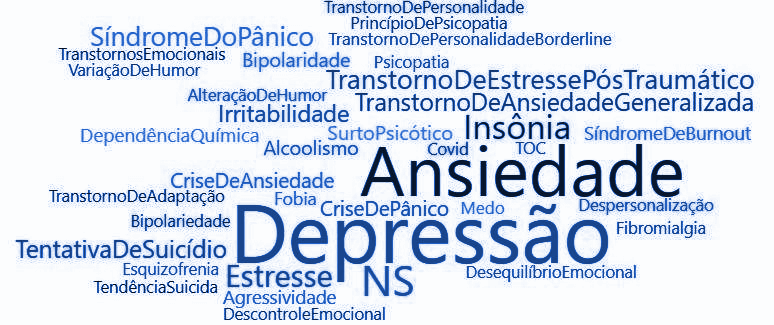 TranstornoDePersonalidade
PrincípioDePsicopatia
SíndromeDoPânico
TranstornoDePersonalidadeBorderline
TranstornosEmocionais
Bipolaridade
Psicopatia
VariaçãoDeHumor
TranstornoDeEstressePósTraumático
AlteraçãoDeHumor
TranstornoDeAnsiedadeGeneralizada
Irritabilidade
DependênciaQuímica
SurtoPsicótico
Insônia
SíndromeDeBurnout
Alcoolismo
Covid
TOC
Ansiedade
CriseDeAnsiedade
TranstornoDeAdaptação
Fobia
CriseDePânico
Medo
Despersonalização
Bipolariedade
Depressão
Fibromialgia
TentativaDeSuicídio
Esquizofrenia
Estresse
NS
DesequilíbrioEmocional
TendênciaSuicida
Agressividade
DescontroleEmocional